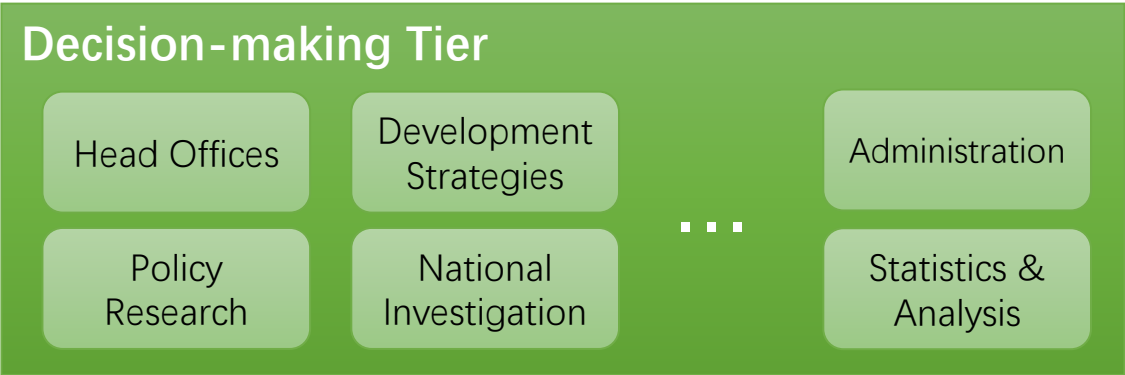 Decision-making Tier
Head Offices
Development
Strategies
...
Administration
Policy
Research
National
Investigation
Statistics &
Analysis